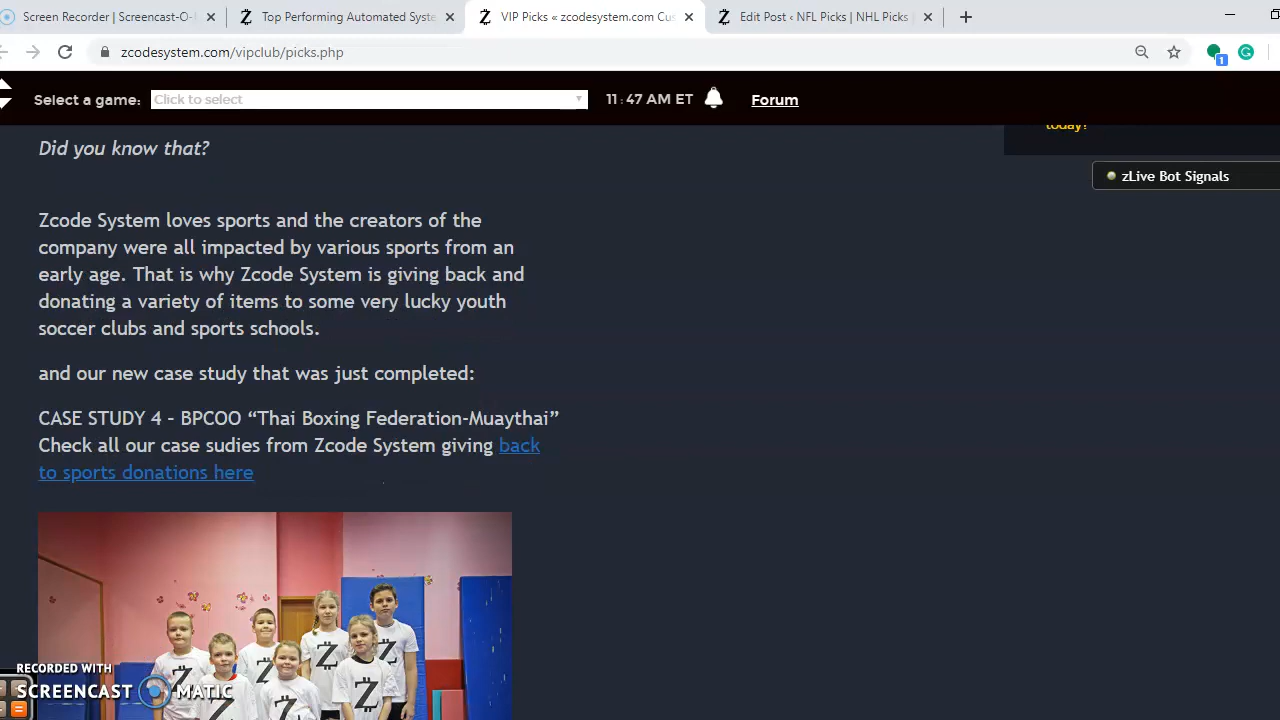 Screen Recorder | Screencast-O-
Top Performing Automated Syste
VIP Picks « zcodesystem.com Cus
Edit Post ‹ NFL Picks | NHL Picks
zcodesystem.com/vipclub/picks.php
1
Select a game:
Click to select
11:47 AM ET
Forum
today!
Did you know that?
zLive Bot Signals
Zcode System loves sports and the creators of the
company were all impacted by various sports from an
early age. That is why Zcode System is giving back and
donating a variety of items to some very lucky youth
soccer clubs and sports schools.
and our new case study that was just completed:
CASE STUDY 4 – BPCOO “Thai Boxing Federation-Muaythai”
Check all our case sudies from Zcode System giving back
to sports donations here
Z
Z
Z
Z
Z
Z
Z
RECORDED WITH
SCREENCAST MATIC